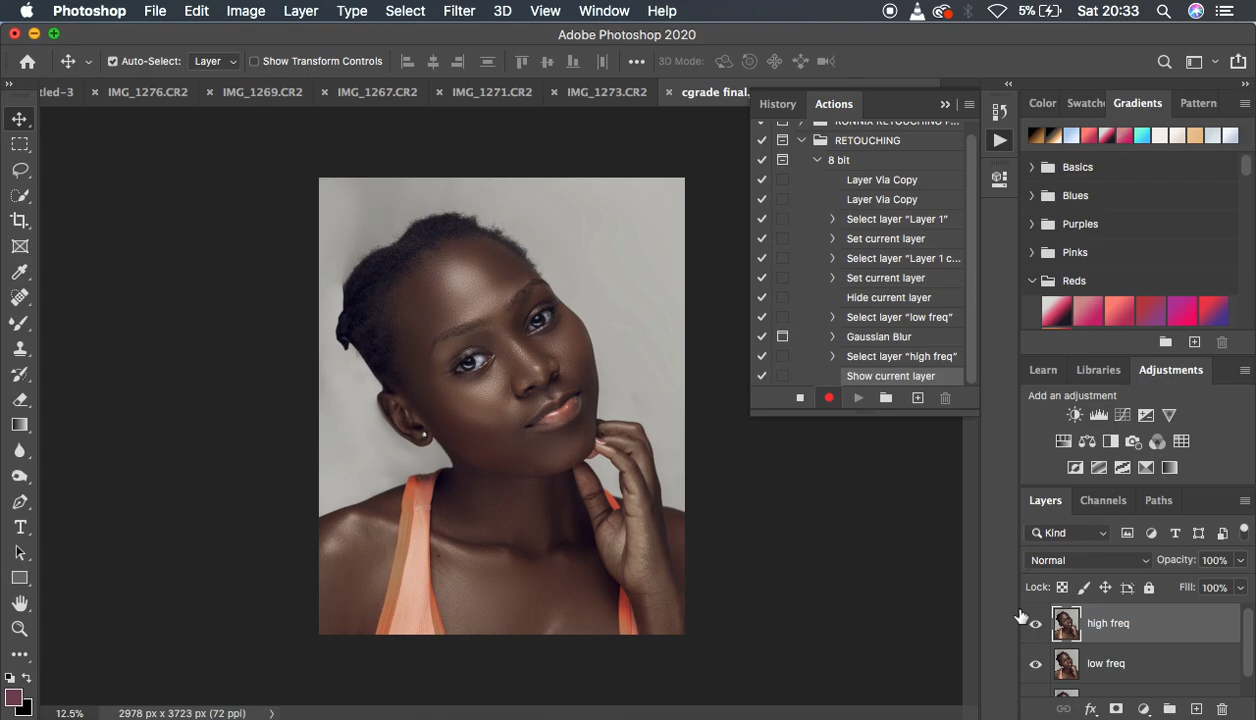 Photoshop File Edit Image Layer Type Select Filter 3D View Window Help 5% Sat 20:33
Adobe Photoshop 2020
Auto-Select: Layer Show Transform Controls 3D Mode:
tled-3 IMG_1276.CR2 IMG_1269.CR2 IMG_1267.CR2 IMG_1271.CR2 IMG_1273.CR2 cgrade final.
History Actions
RETOUCHING
8 bit
Layer Via Copy
Layer Via Copy
Select layer “Layer 1”
Set current layer
Select layer “Layer 1 c...
Set current layer
Hide current layer
Select layer “low freq”
Gaussian Blur
Select layer “high freq”
Show current layer
Color Swatche Gradients Pattern
Basics
Blues
Purples
Pinks
Reds
Learn Libraries Adjustments
Add an adjustment
Layers Channels Paths
Kind
Normal Opacity: 100%
Lock: Fill: 100%
high freq
low freq
12.5% 2978 px x 3723 px (72 ppi)